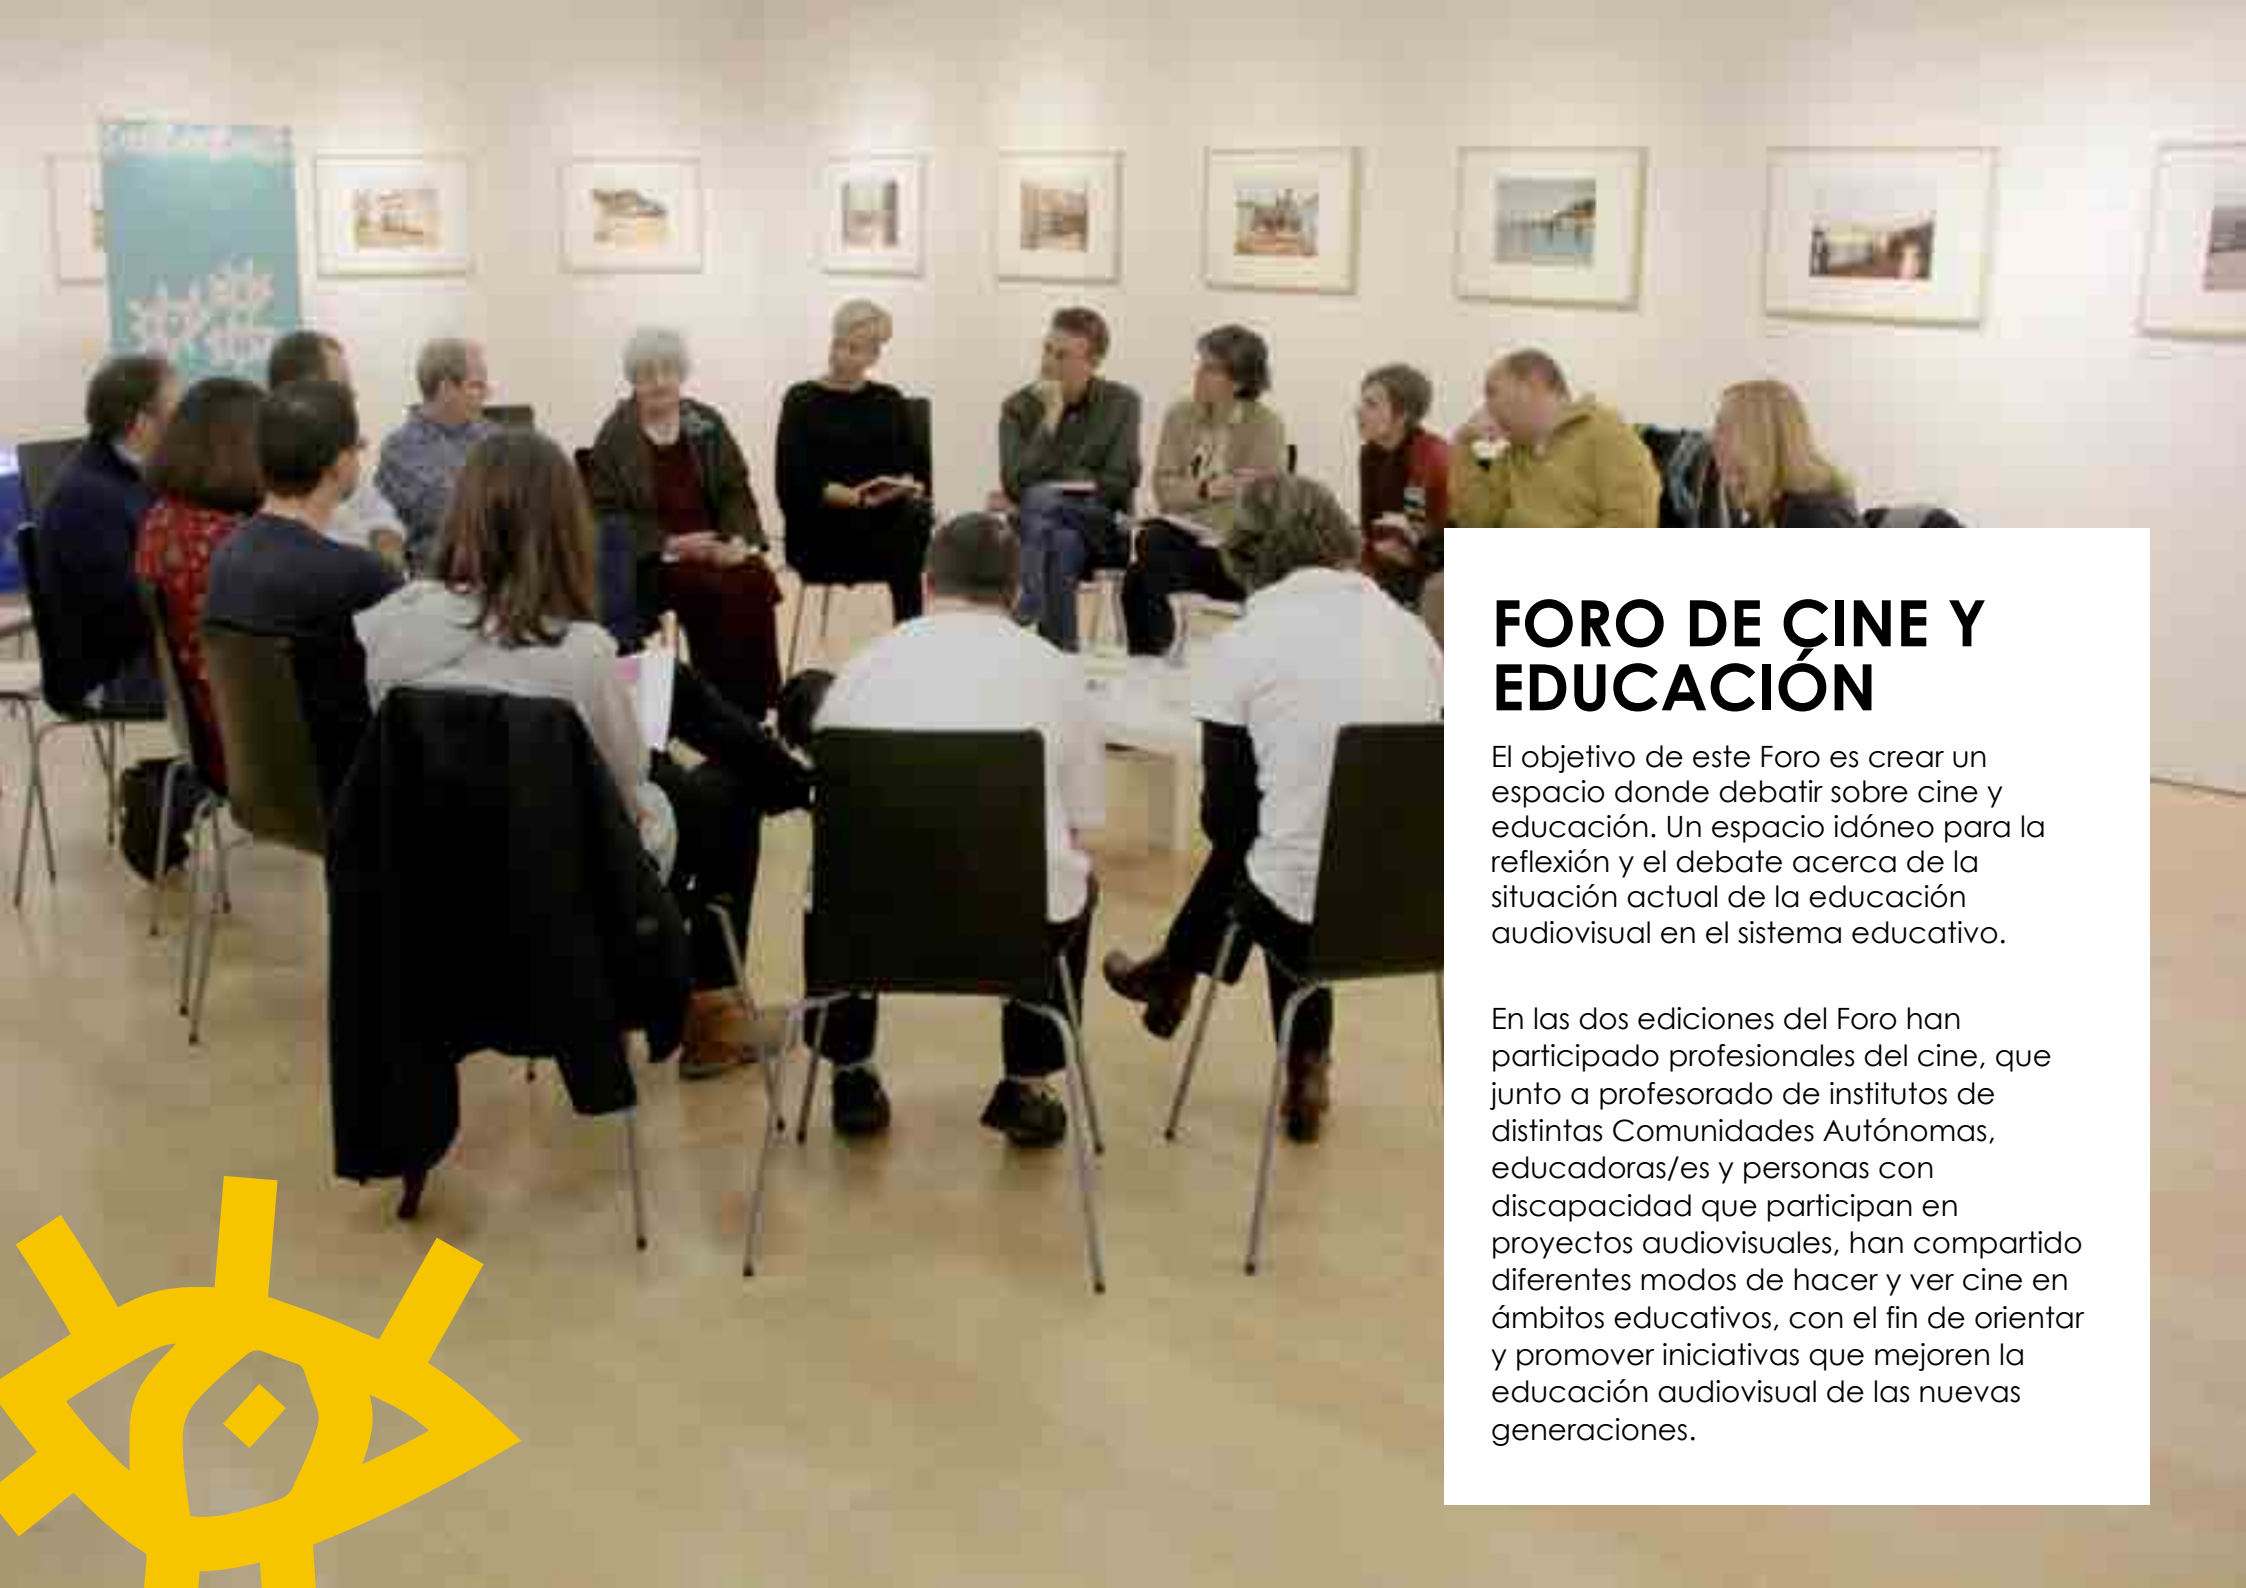 FORO DE CINE Y
EDUCACIÓN
El objetivo de este Foro es crear un
espacio donde debatir sobre cine y
educación. Un espacio idóneo para la
reflexión y el debate acerca de la
situación actual de la educación
audiovisual en el sistema educativo.
En las dos ediciones del Foro han
participado profesionales del cine, que
junto a profesorado de institutos de
distintas Comunidades Autónomas,
educadoras/es y personas con
discapacidad que participan en
proyectos audiovisuales, han compartido
diferentes modos de hacer y ver cine en
ámbitos educativos, con el fin de orientar
y promover iniciativas que mejoren la
educación audiovisual de las nuevas
generaciones.